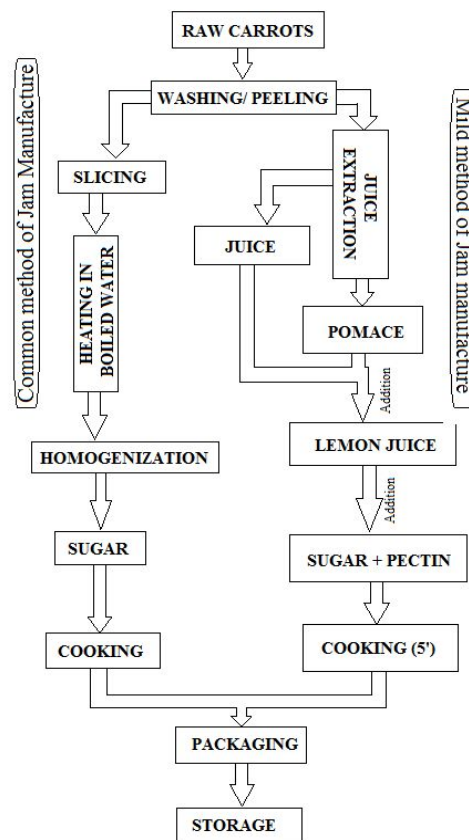 RAW CARROTS
WASHING/ PEELING
Common method of Jam Manufacture
Muld method of Jam manufacture
SLICING
JUICE
EXTRACTION
JUICE
HEATING IN
BOILED WATER
POMACE
Addition
HOMOGENIZATION
LEMON JUICE
Addition
SUGAR
SUGAR + PECTIN
COOKING
COOKING (5')
PACKAGING
STORAGE